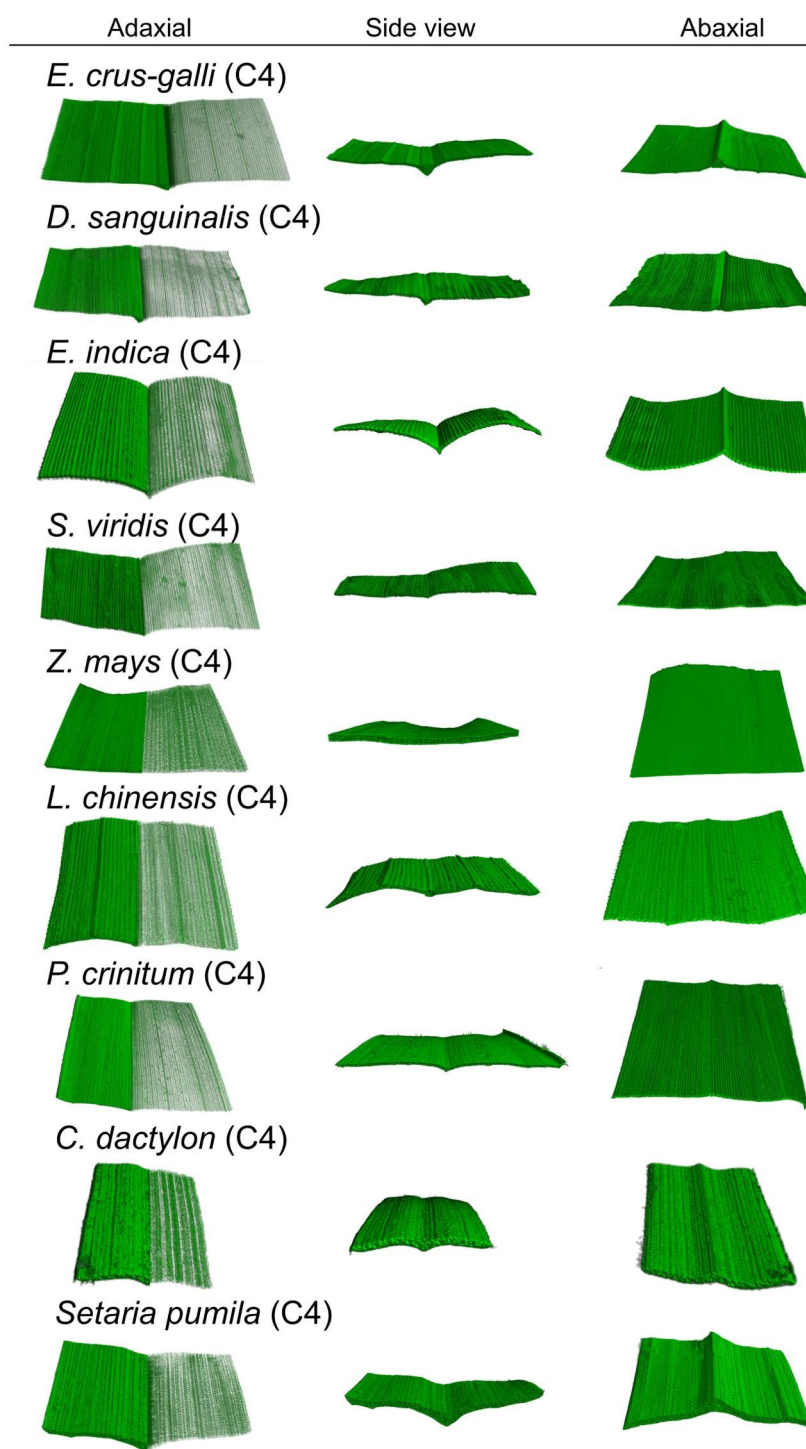 Adaxial Side view Abaxial
E. crus-galli (C4)
D. sanguinalis (C4)
E. indica (C4)
S. viridis (C4)
Z. mays (C4)
L. chinensis (C4)
P. crinitum (C4)
C. dactylon (C4)
Setaria pumila (C4)